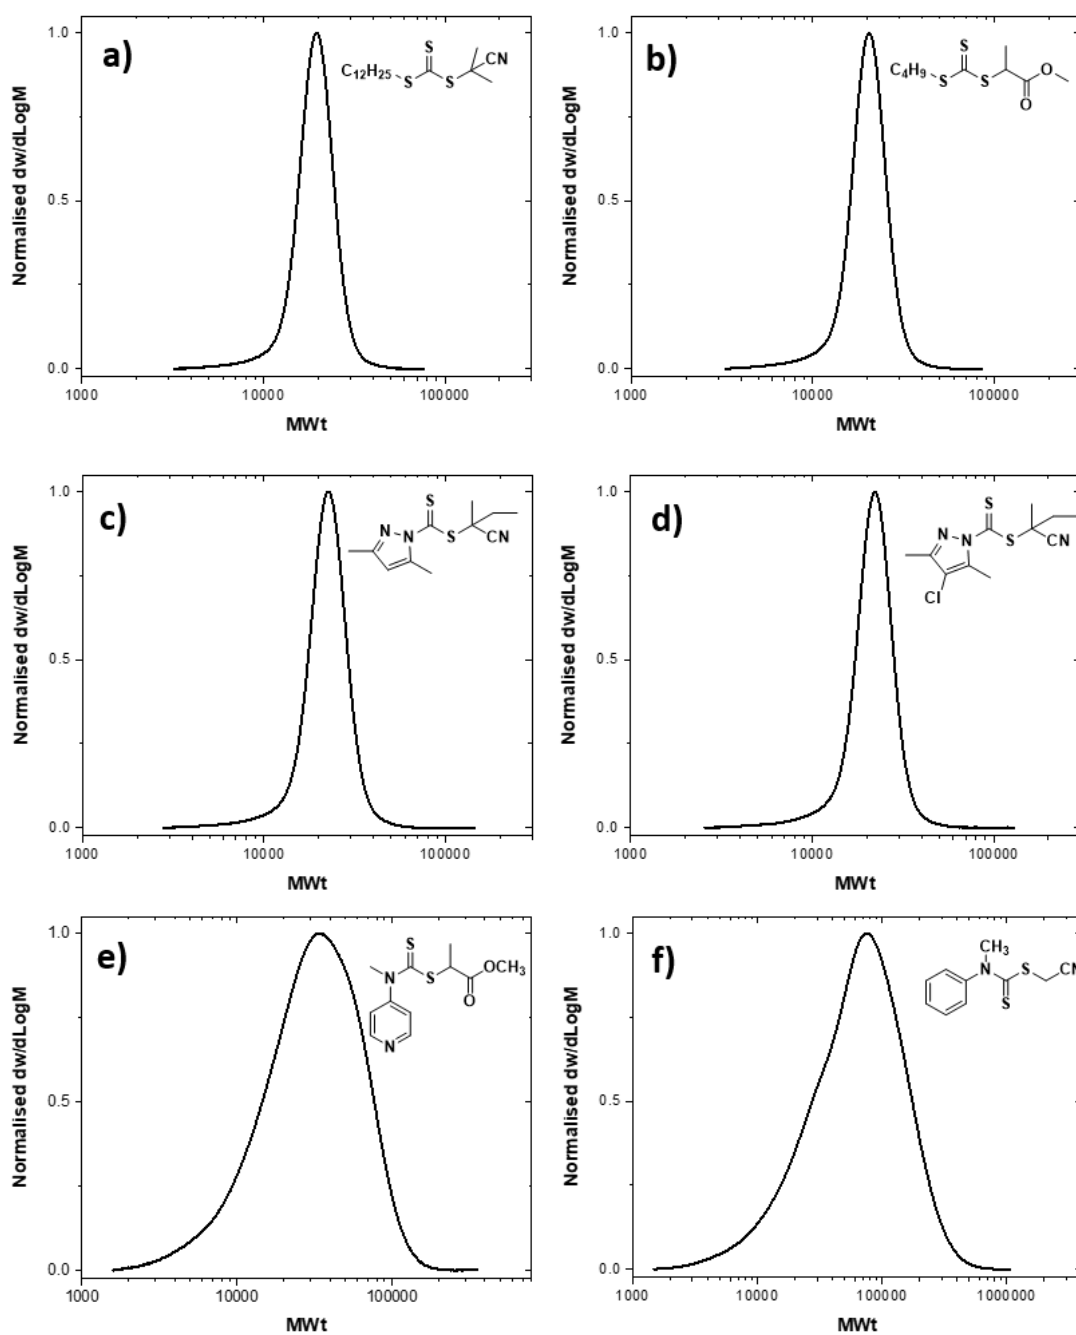 a)
C12H25
S
S
S
CN
1.0
0.5
0.0
Normalised dw/dLogM
1000
10000
100000
MWt
b)
C4H9
S
S
S
O
O
1.0
0.5
0.0
Normalised dw/dLogM
1000
10000
100000
MWt
c)
N
N
S
S
CN
1.0
0.5
0.0
Normalised dw/dLogM
1000
10000
100000
MWt
d)
N
N
S
S
CN
Cl
1.0
0.5
0.0
Normalised dw/dLogM
1000
10000
100000
MWt
e)
S
N
S
OCH3
O
N
1.0
0.5
0.0
Normalised dw/dLogM
1000
10000
100000
MWt
f)
CH3
N
S
CN
S
1.0
0.5
0.0
Normalised dw/dLogM
1000
10000
100000
1000000
MWt